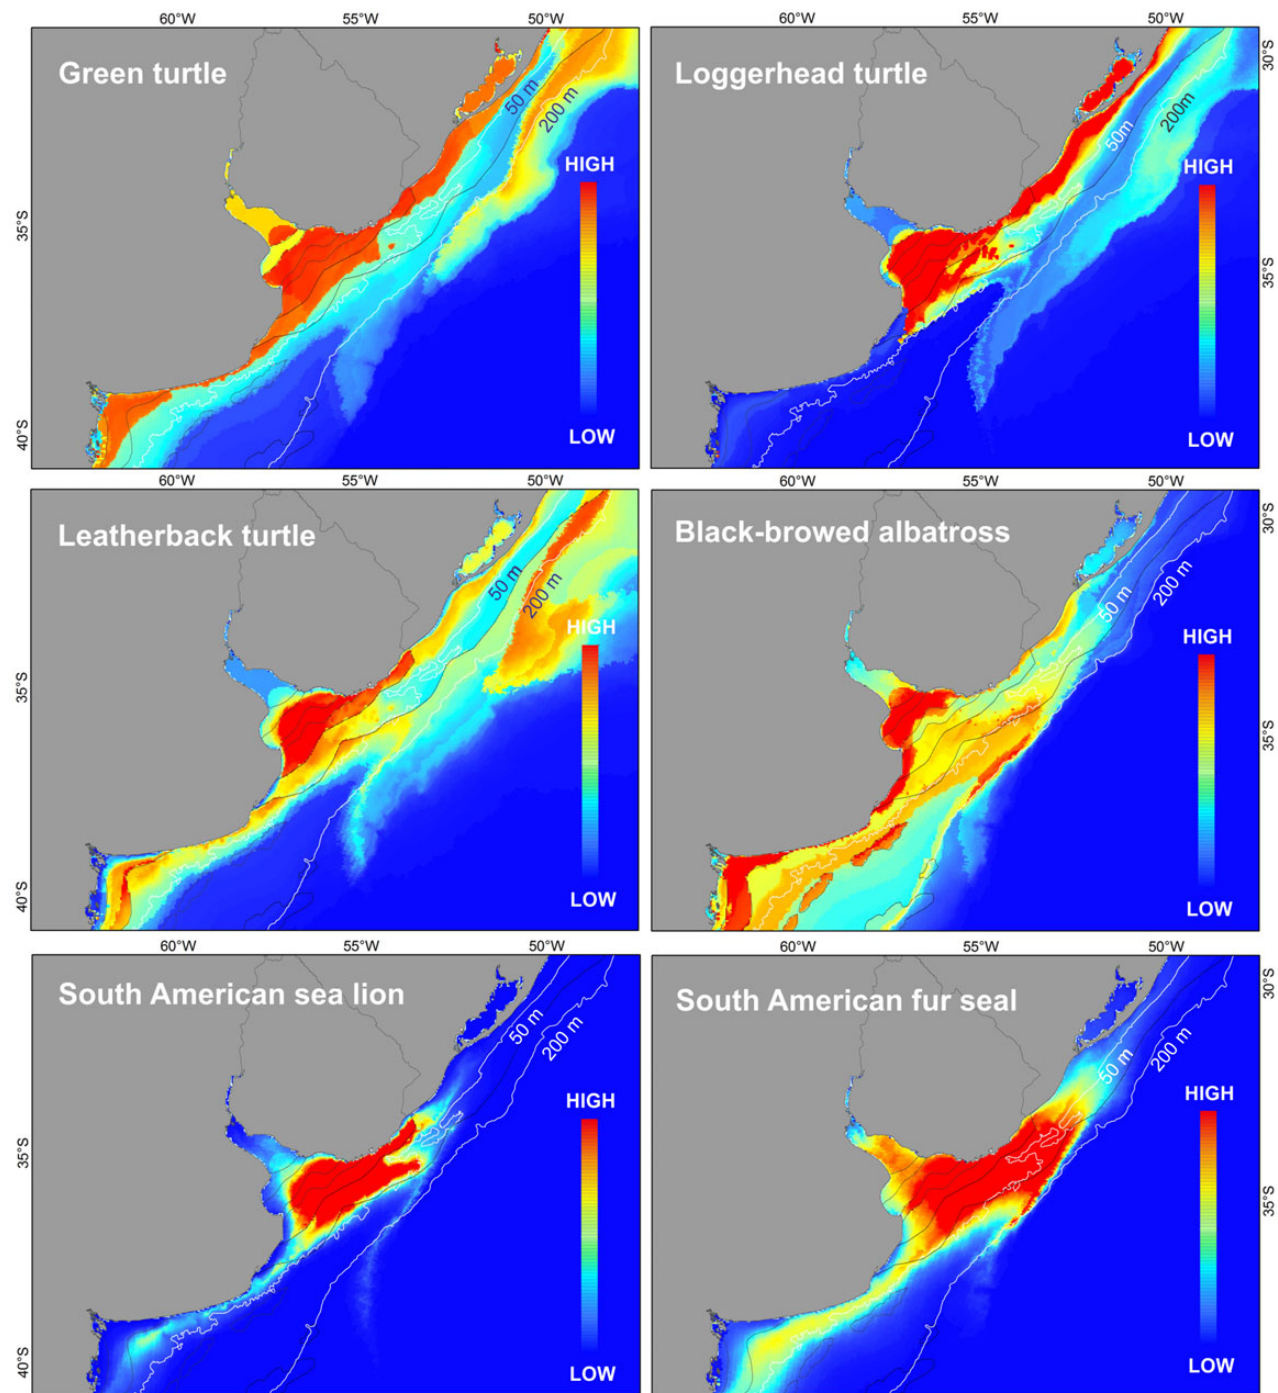 60°W 55°W 50°W 60°W 55°W 50°W
Green turtle
50 m
200 m
HIGH
LOW
35°S
40°S
Loggerhead turtle
50m
200m
HIGH
LOW
30°S
35°S
60°W 55°W 50°W 60°W 55°W 50°W
Leatherback turtle
50 m
200 m
HIGH
LOW
35°S
40°S
Black-browed albatross
50 m
200 m
HIGH
LOW
30°S
35°S
60°W 55°W 50°W 60°W 55°W 50°W
South American sea lion
50 m
200 m
HIGH
LOW
35°S
40°S
South American fur seal
50 m
200 m
HIGH
LOW
30°S
35°S